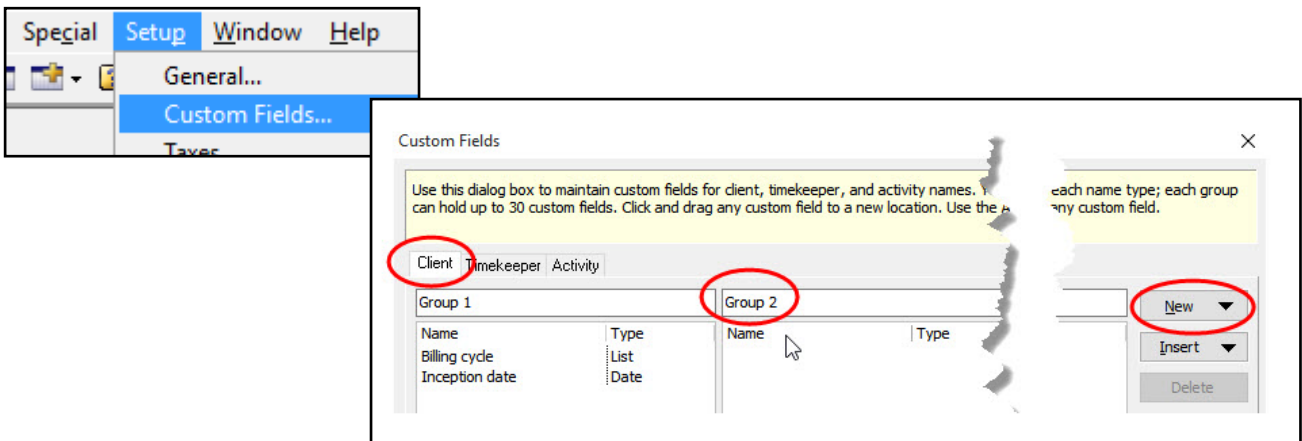 Special Setup Window Help
General...
Custom Fields...
Taxes
Custom Fields
Use this dialog box to maintain custom fields for client, timekeeper, and activity names. each name type; each group
can hold up to 30 custom fields. Click and drag any custom field to a new location. Use the any custom field.
Client Timekeeper Activity
Group 1 Group 2 New
Name Type Name Type Insert
Billing cycle List
Inception date Date Delete